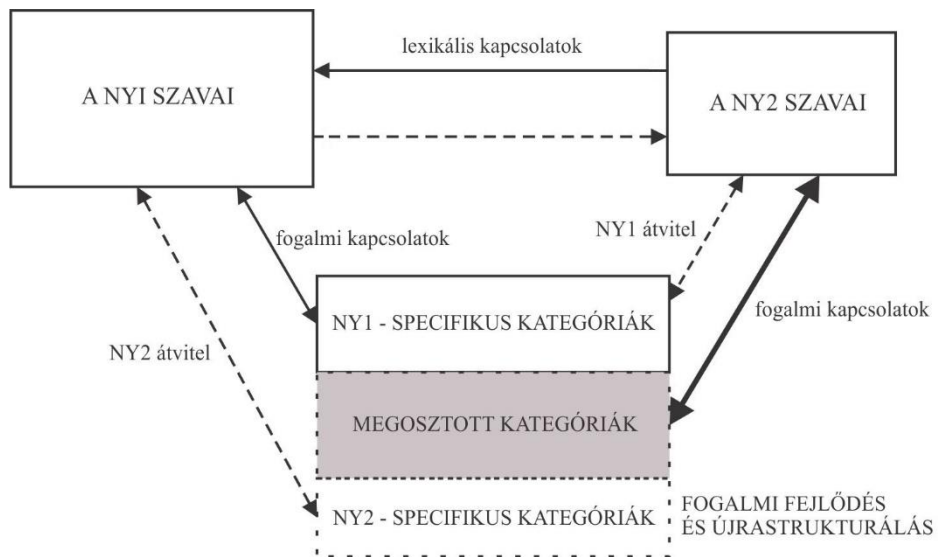 lexikális kapcsolatok
A NYI SZAVAI
A NY2 SZAVAI
NY1 átvitel
fogalmi kapcsolatok
fogalmi kapcsolatok
NY1 - SPECIFIKUS KATEGÓRIÁK
NY2 átvitel
MEGOSZTOTT KATEGÓRIÁK
NY2 - SPECIFIKUS KATEGÓRIÁK
FOGALMI FEJLŐDÉS
ÉS ÚJRASTRUKTURÁLÁS